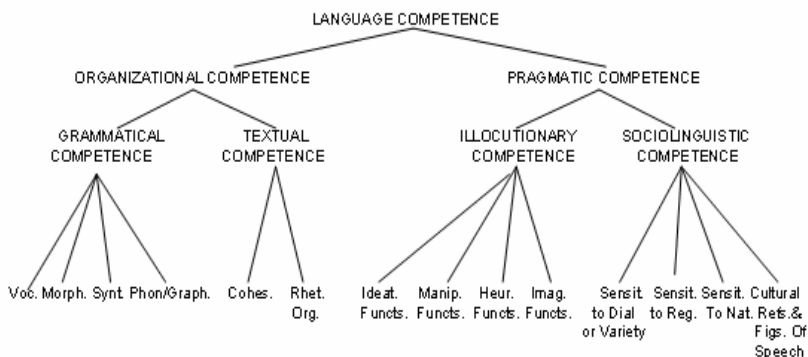 LANGUAGE COMPETENCE
ORGANIZATIONAL COMPETENCE
PRAGMATIC COMPETENCE
GRAMMATICAL
COMPETENCE
TEXTUAL
COMPETENCE
ILLOCUTIONARY
COMPETENCE
SOCIOLINGUISTIC
COMPETENCE
Voc. Morph. Synt. Phon/Graph.
Cohes.
Rhet.
Org.
Ideat.
Functs.
Manip.
Functs.
Heur.
Functs.
Imag.
Functs.
Sensit.
to Dial
or Variety
Sensit.
to Reg.
Sensit.
To Nat.
Cultural
Refs.&
Figs. Of
Speech